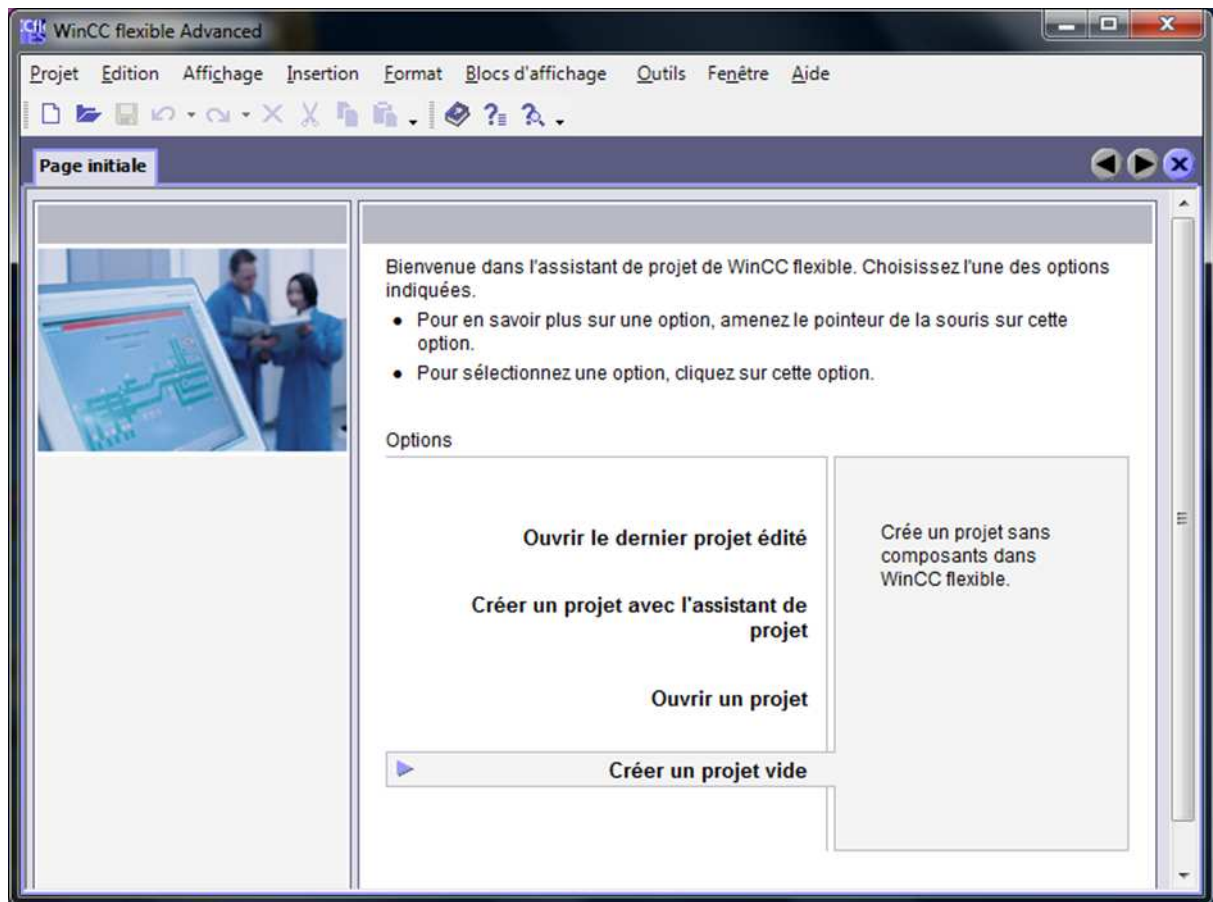 WinCC flexible Advanced
Projet Edition Affichage Insertion Format Blocs d'affichage Outils Fenêtre Aide
Page initiale
Bienvenue dans l'assistant de projet de WinCC flexible. Choisissez l'une des options
indiquées.
• Pour en savoir plus sur une option, amenez le pointeur de la souris sur cette
option.
• Pour sélectionnez une option, cliquez sur cette option.
Options
Ouvrir le dernier projet édité
Créer un projet avec l'assistant de
projet
Ouvrir un projet
Créer un projet vide
Crée un projet sans
composants dans
WinCC flexible.